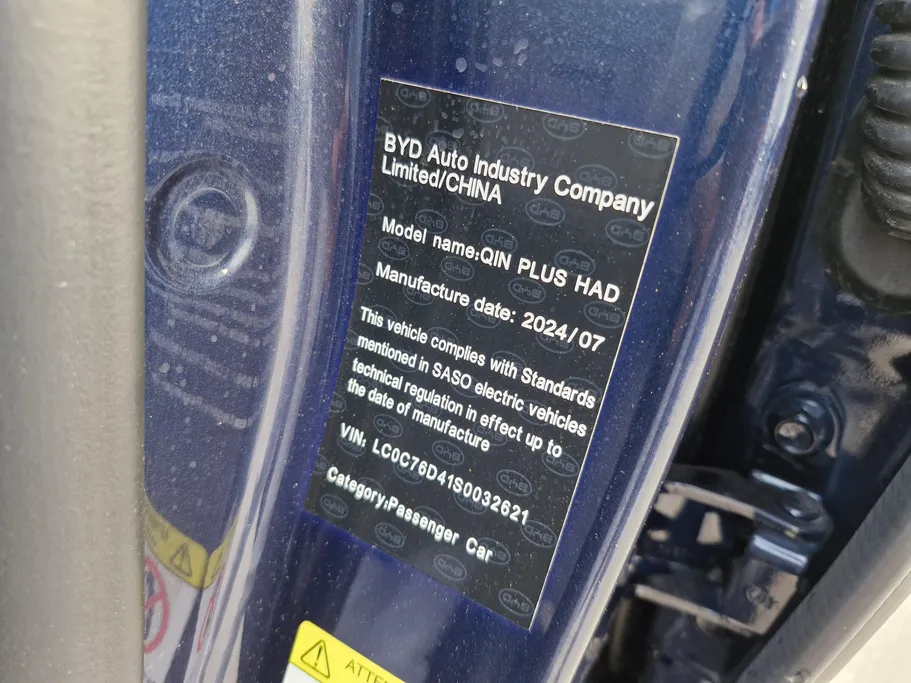 BYD Auto Industry Company
Limited/CHINA
Model name:QIN PLUS HAD
Manufacture date: 2024/07
This vehicle complies with Standards
mentioned in SASO electric vehicles
technical regulation in effect up to
the date of manufacture
VIN: LC0C76D41S0032621
Category:Passenger Car